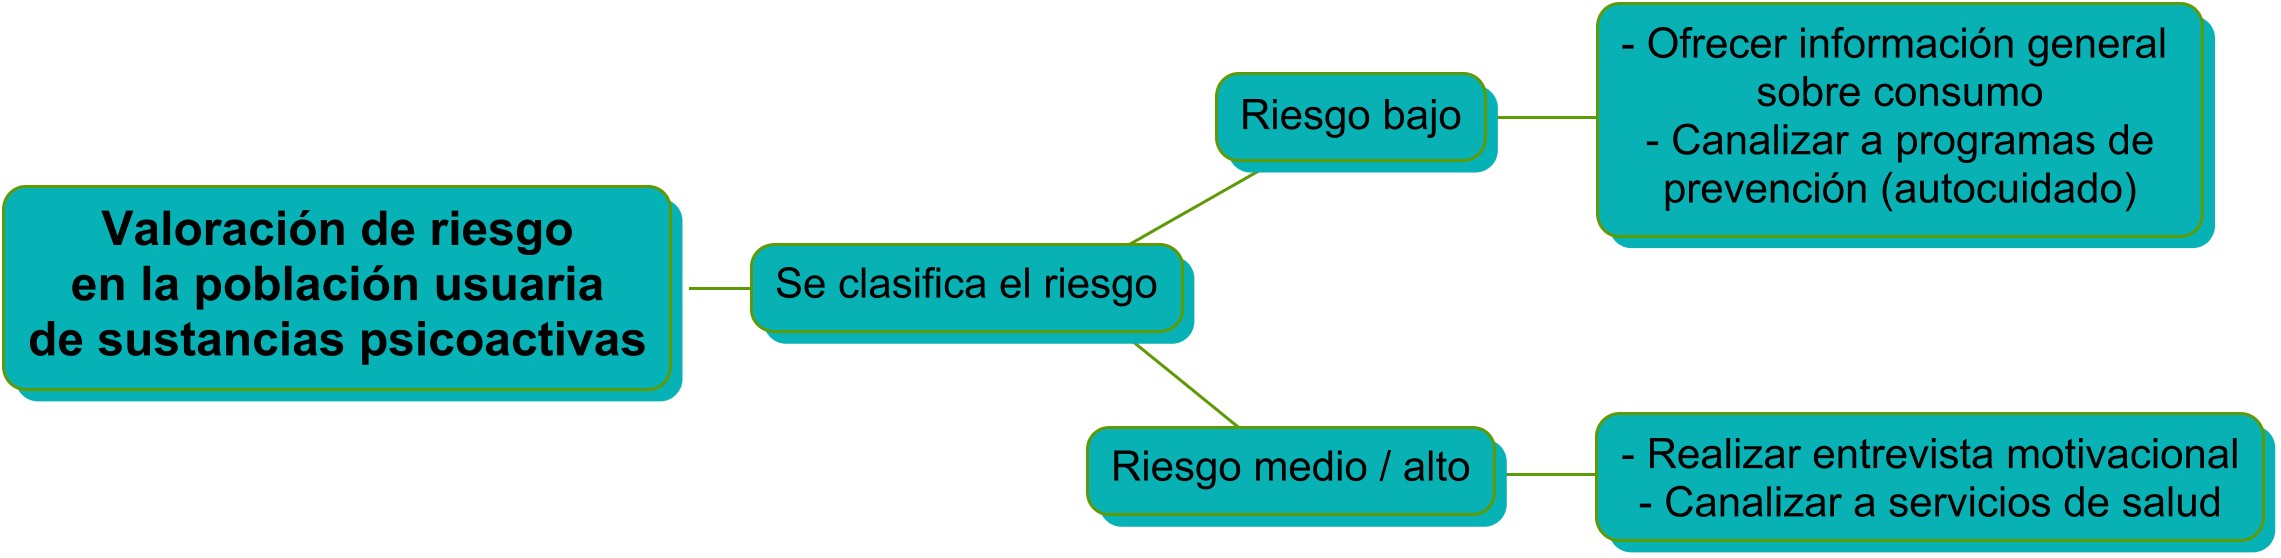 Valoración de riesgo
en la población usuaria
de sustancias psicoactivas
Se clasifica el riesgo
Riesgo bajo
- Ofrecer información general
sobre consumo
- Canalizar a programas de
prevención (autocuidado)
Riesgo medio / alto
- Realizar entrevista motivacional
- Canalizar a servicios de salud